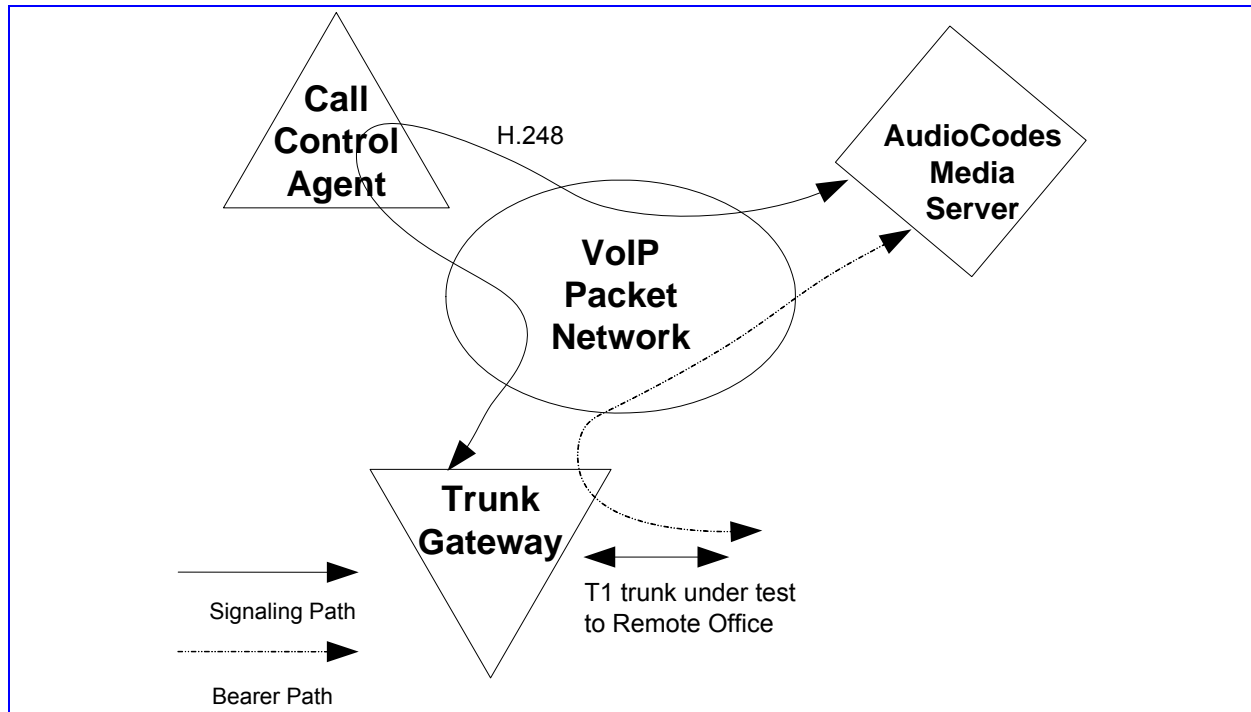 Call
Control
Agent
H.248
AudioCodes
Media
Server
VoIP
Packet
Network
Trunk
Gateway
T1 trunk under test
to Remote Office
Signaling Path
Bearer Path